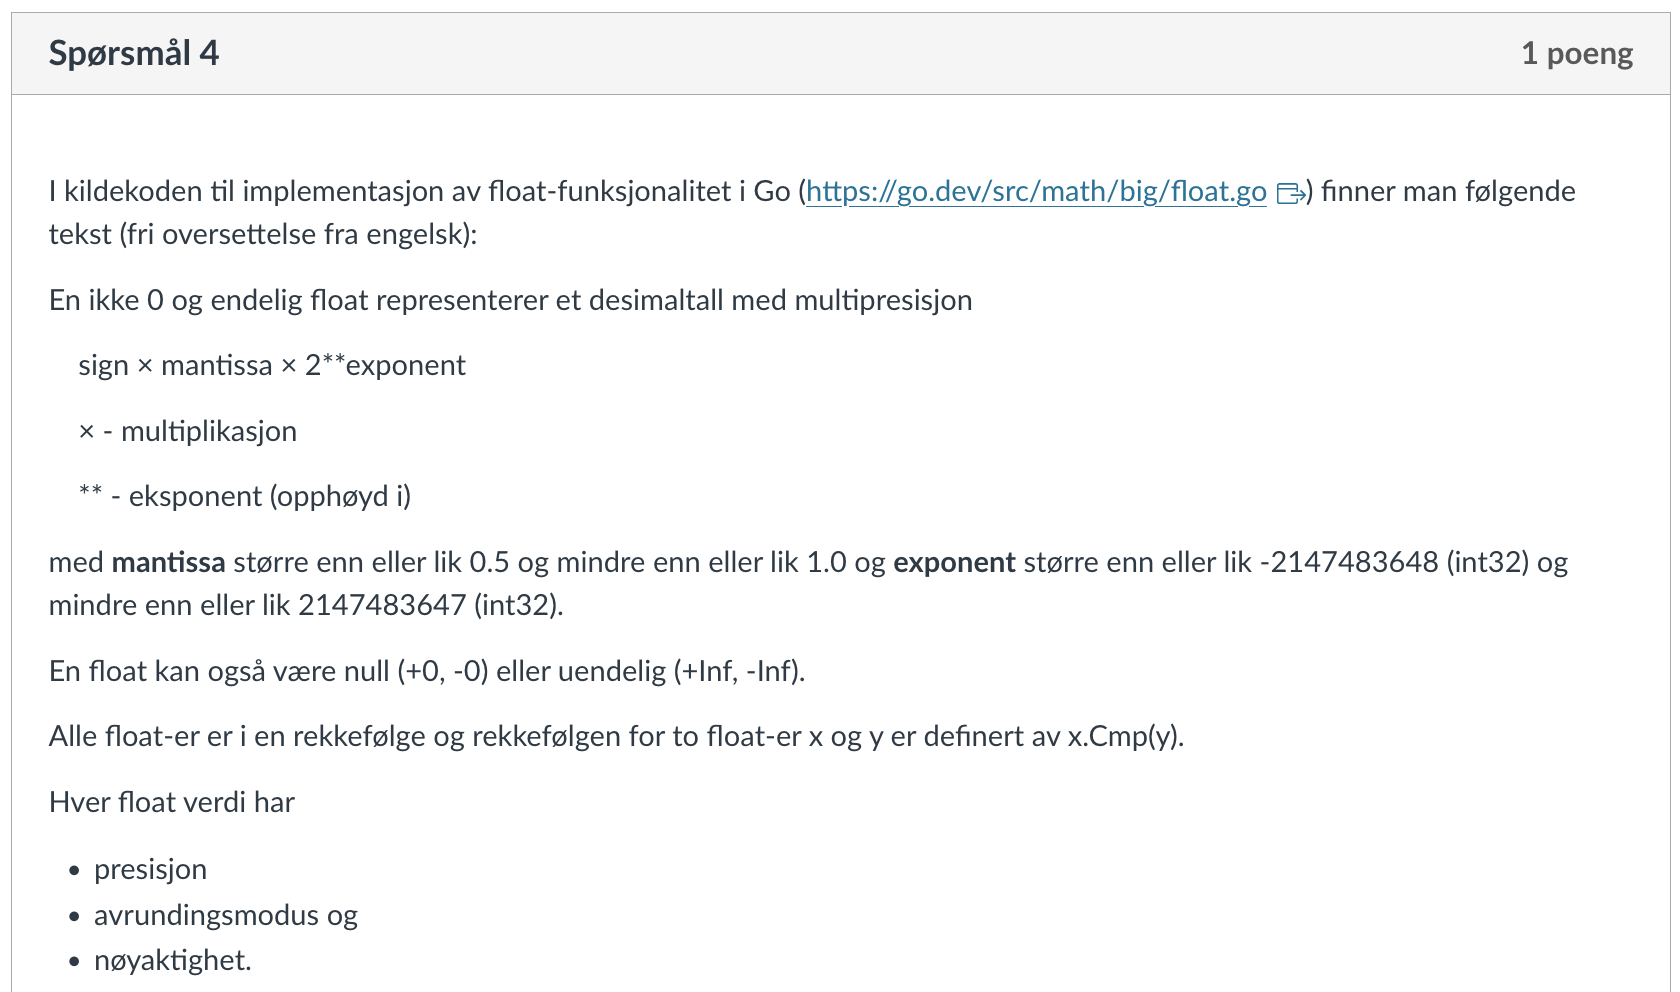 Spørsmål 4
1 poeng
I kildekoden til implementasjon av float-funksjonalitet i Go (https://go.dev/src/math/big/float.go) finner man følgende
tekst (fri oversettelse fra engelsk):
En ikke 0 og endelig float representerer et desimaltall med multipresisjon
sign × mantissa × 2**exponent
× - multiplikasjon
** - eksponent (opphøyd i)
med mantissa større enn eller lik 0.5 og mindre enn eller lik 1.0 og exponent større enn eller lik -2147483648 (int32) og
mindre enn eller lik 2147483647 (int32).
En float kan også være null (+0, -0) eller uendelig (+Inf, -Inf).
Alle float-er er i en rekkefølge og rekkefølgen for to float-er x og y er definert av x.Cmp(y).
Hver float verdi har
• presisjon
• avrundingsmodus og
• nøyaktighet.